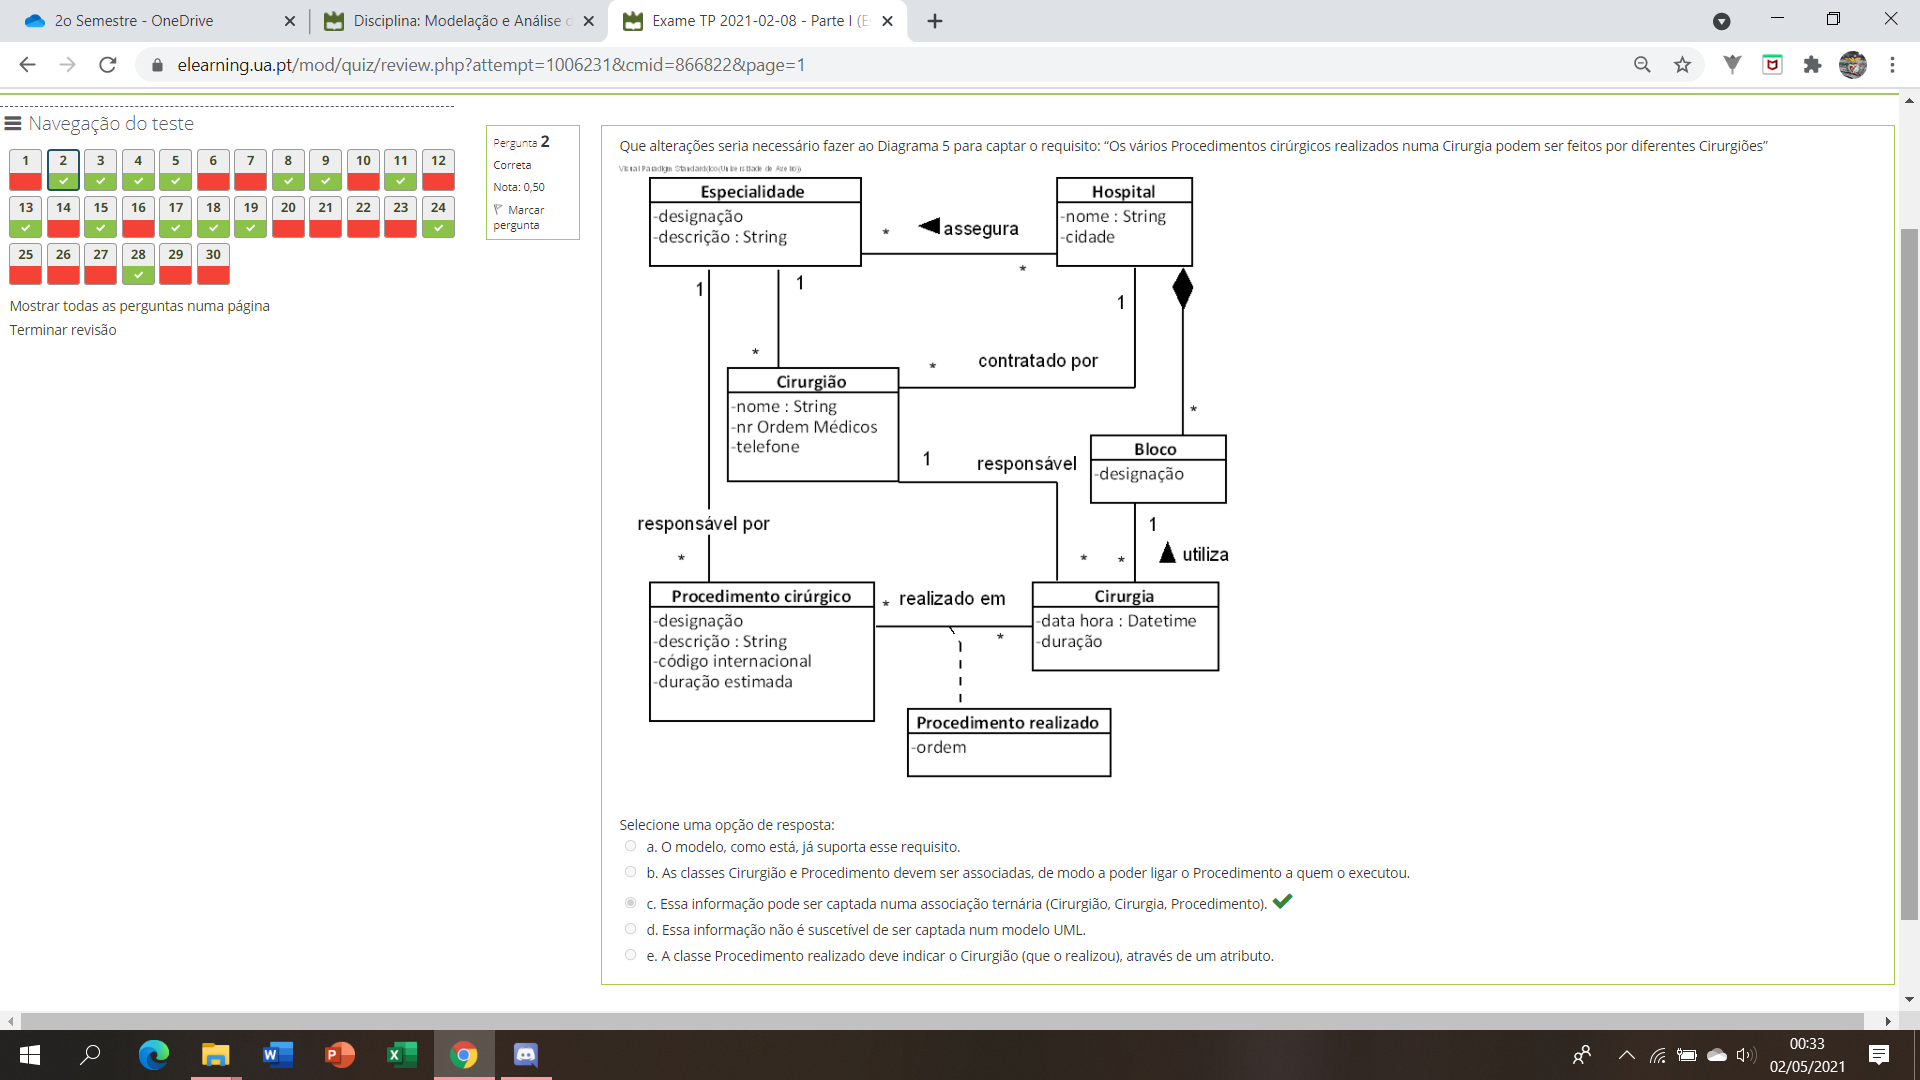 2o Semestre - OneDrive
Disciplina: Modelação e Análise d
Exame TP 2021-02-08 - Parte I (E
elearning.ua.pt/mod/quiz/review.php?attempt=1006231&cmid=866822&page=1
Navegação do teste
1 2 3 4 5 6 7 8 9 10 11 12
13 14 15 16 17 18 19 20 21 22 23 24
25 26 27 28 29 30
Mostrar todas as perguntas numa página
Terminar revisão
Pergunta 2
Correta
Nota: 0,50
Marcar
pergunta
Que alterações seria necessário fazer ao Diagrama 5 para captar o requisito: “Os vários Procedimentos cirúrgicos realizados numa Cirurgia podem ser feitos por diferentes Cirurgiões”
Especialidade
-designação
-descrição : String
* assegura
*
Hospital
-nome : String
-cidade
1
1
1
*
* contratado por
Cirurgião
-nome : String
-nr Ordem Médicos
-telefone
*
1 responsável
Bloco
-designação
responsável por
*
1
* * utiliza
Procedimento cirúrgico
-designação
-descrição : String
-código internacional
-duração estimada
* realizado em
*
Cirurgia
-data hora : Datetime
-duração
Procedimento realizado
-ordem
Selecione uma opção de resposta:
a. O modelo, como está, já suporta esse requisito.
b. As classes Cirurgião e Procedimento devem ser associadas, de modo a poder ligar o Procedimento a quem o executou.
c. Essa informação pode ser captada numa associação ternária (Cirurgião, Cirurgia, Procedimento).
d. Essa informação não é suscetível de ser captada num modelo UML.
e. A classe Procedimento realizado deve indicar o Cirurgião (que o realizou), através de um atributo.
00:33
02/05/2021